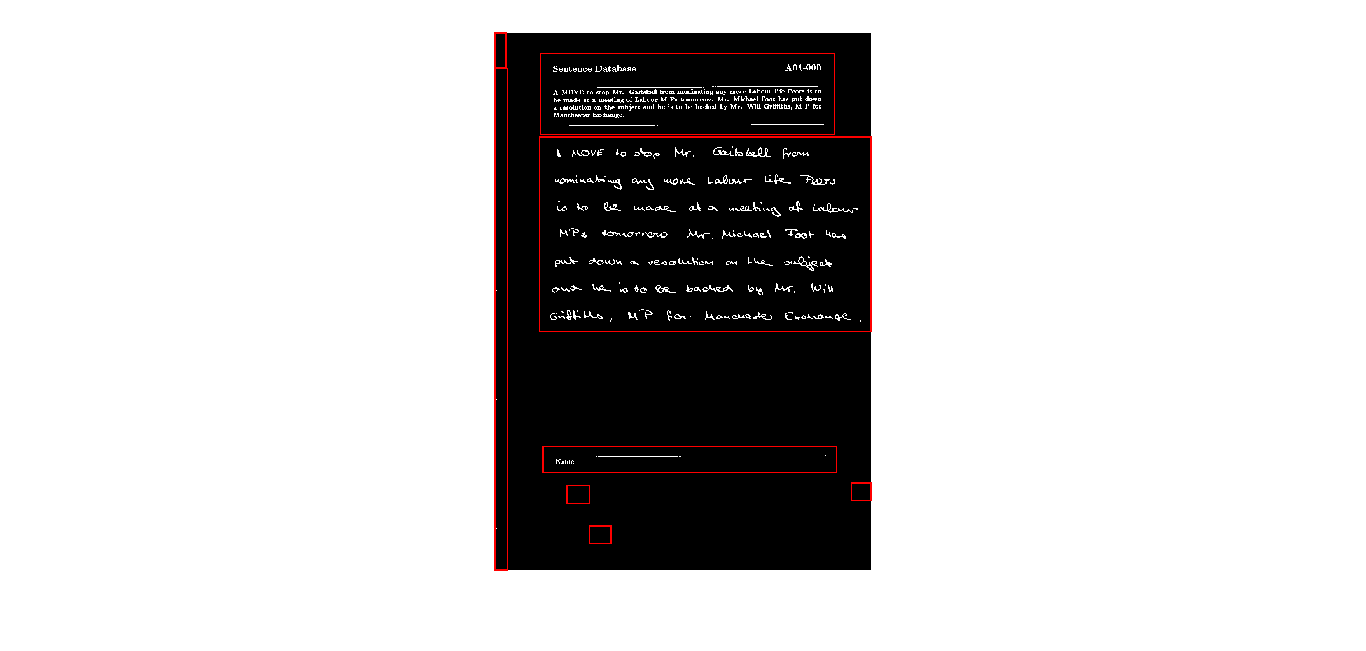 Sentence Database A01-000
A MOVE to stop Mr. Gaitskell from nominating any more Labour life Peers is to
be made at a meeting of Labour M Ps tomorrow. Mr. Michael Foot has put down
a resolution on the subject and he is to be backed by Mr. Will Griffiths, M P for
Manchester Exchange.
A MOVE to stop Mr. Gaitskell from
nominating any more Labour life Peers
is to be made at a meeting of Labour
MPs tomorrow Mr. Michael Foot has
put down a resolution on the subject
and he is to be backed by Mr. Will
Griffiths, MP for Manchester Exchange.
Name